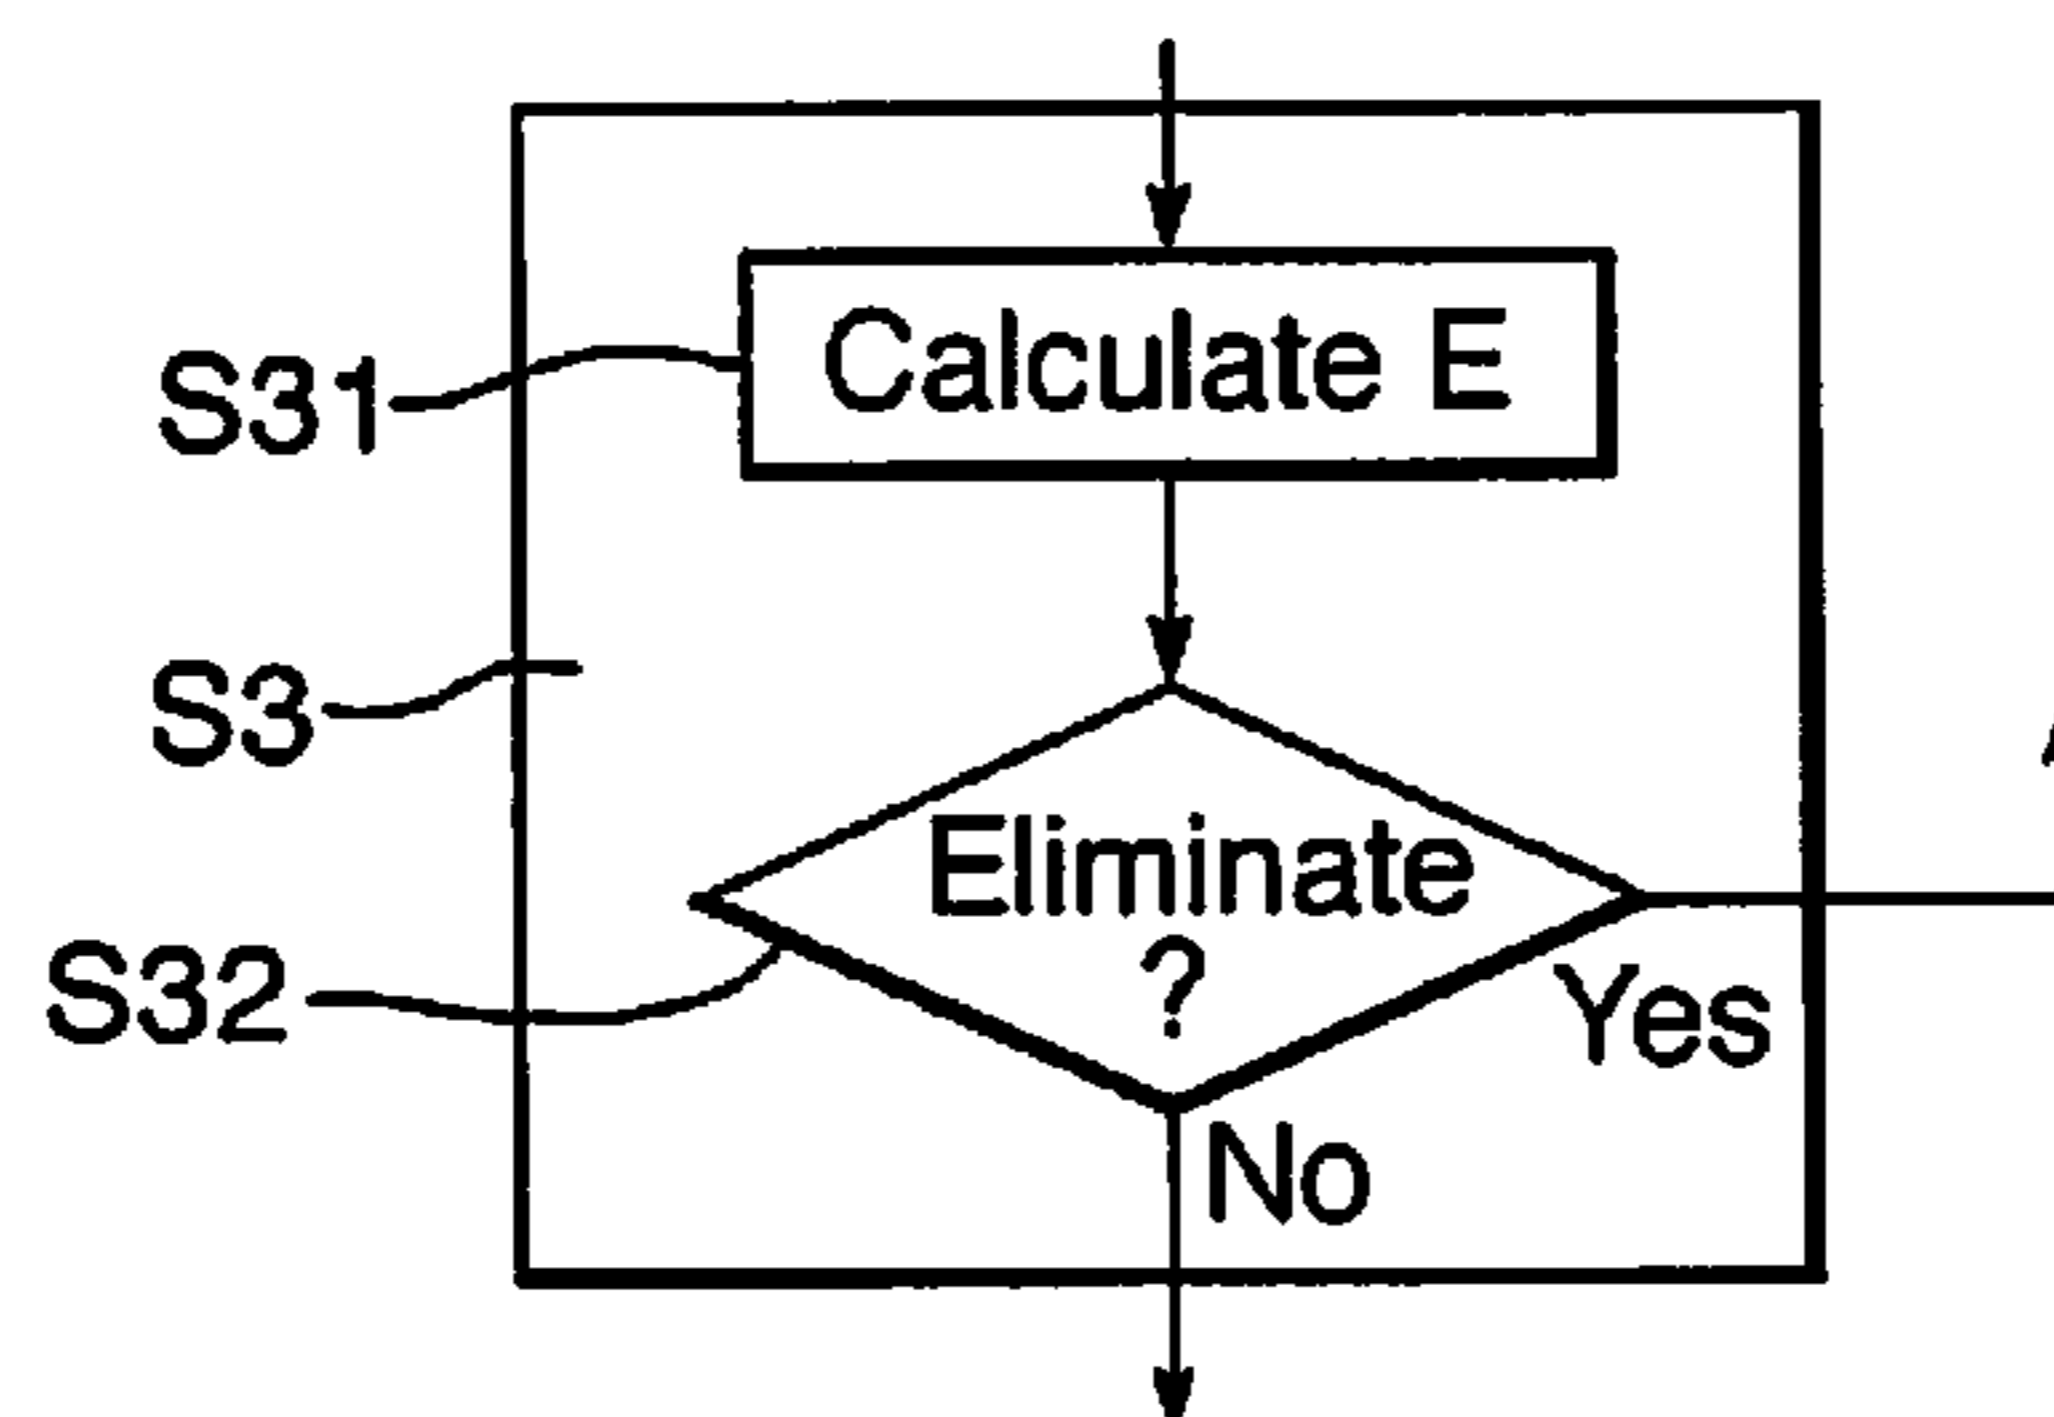 Calculate E
S31
S3
Eliminate
?
S32
Yes
No